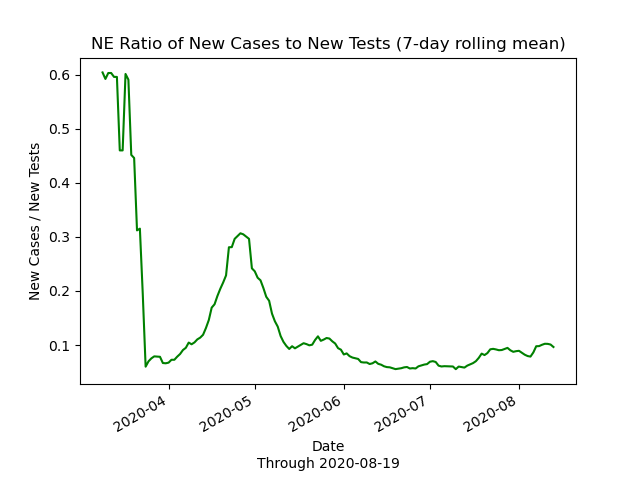 NE Ratio of New Cases to New Tests (7-day rolling mean)
New Cases / New Tests
0.6
0.5
0.4
0.3
0.2
0.1
2020-04
2020-05
2020-06
2020-07
2020-08
Date
Through 2020-08-19